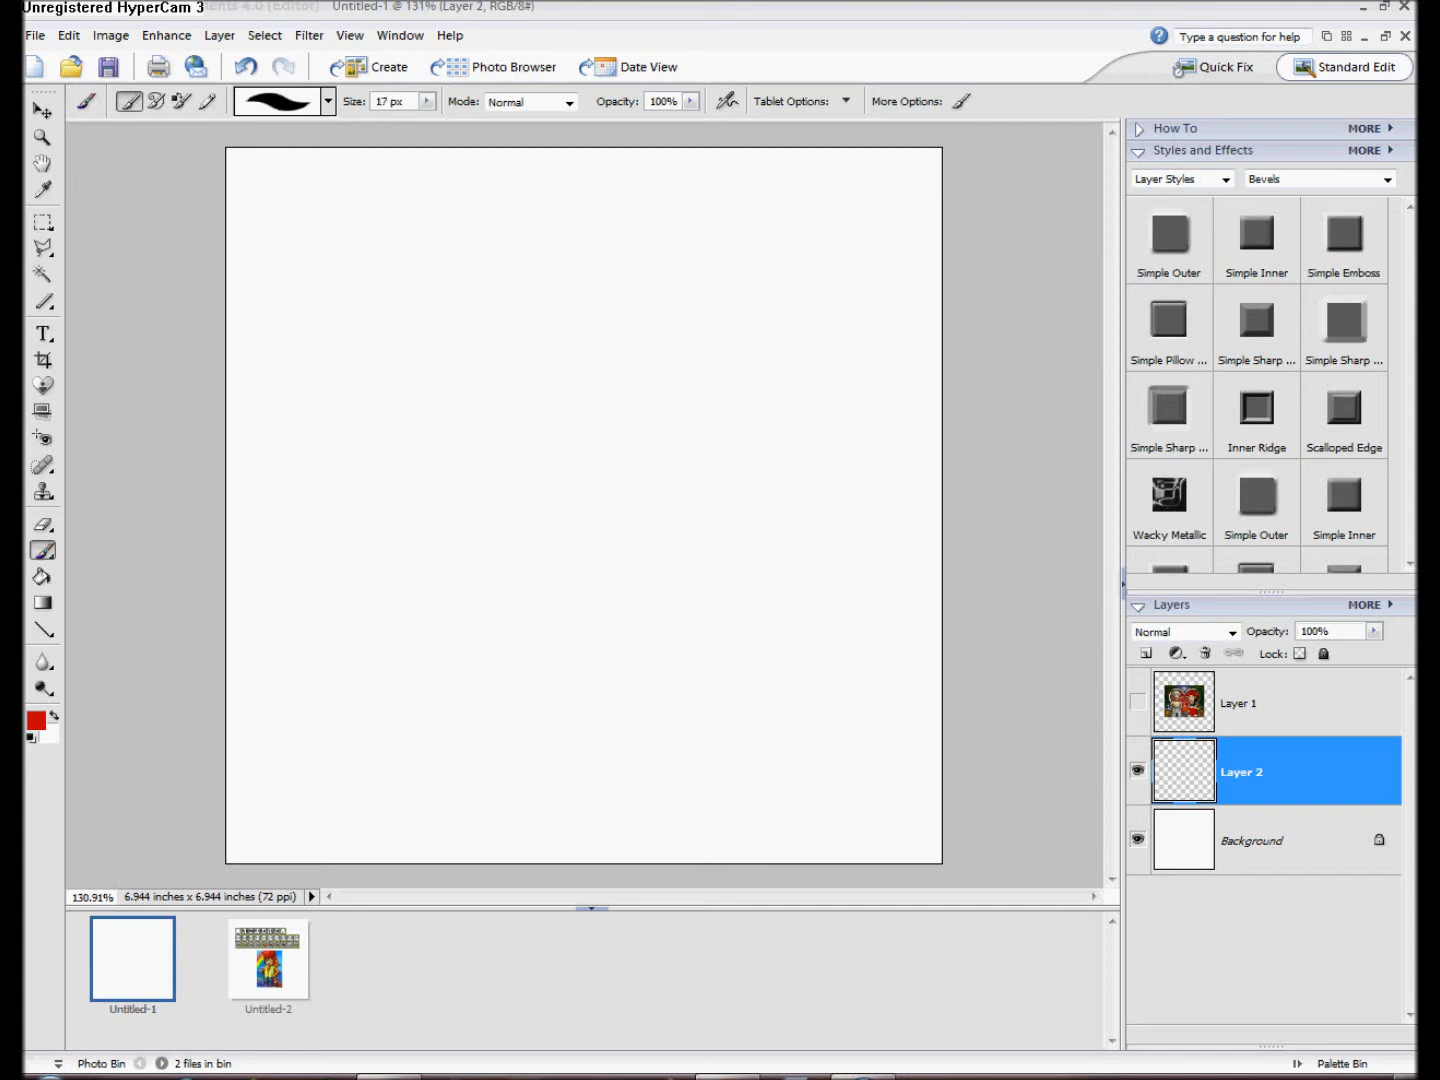 Unregistered HyperCam 3
ents 4.0 (Editor) Untitled-1 @ 131% (Layer 2, RGB/8#)
File Edit Image Enhance Layer Select Filter View Window Help
Type a question for help
Create Photo Browser Date View Quick Fix Standard Edit
Size: 17 px Mode: Normal Opacity: 100% Tablet Options: More Options:
How To MORE
Styles and Effects MORE
Layer Styles Bevels
Simple Outer Simple Inner Simple Emboss
Simple Pillow ... Simple Sharp ... Simple Sharp ...
Simple Sharp ... Inner Ridge Scalloped Edge
Wacky Metallic Simple Outer Simple Inner
Layers MORE
Normal Opacity: 100%
Lock:
Layer 1
Layer 2
Background
130.91% 6.944 inches x 6.944 inches (72 ppi)
Untitled-1 Untitled-2
Photo Bin 2 files in bin Palette Bin